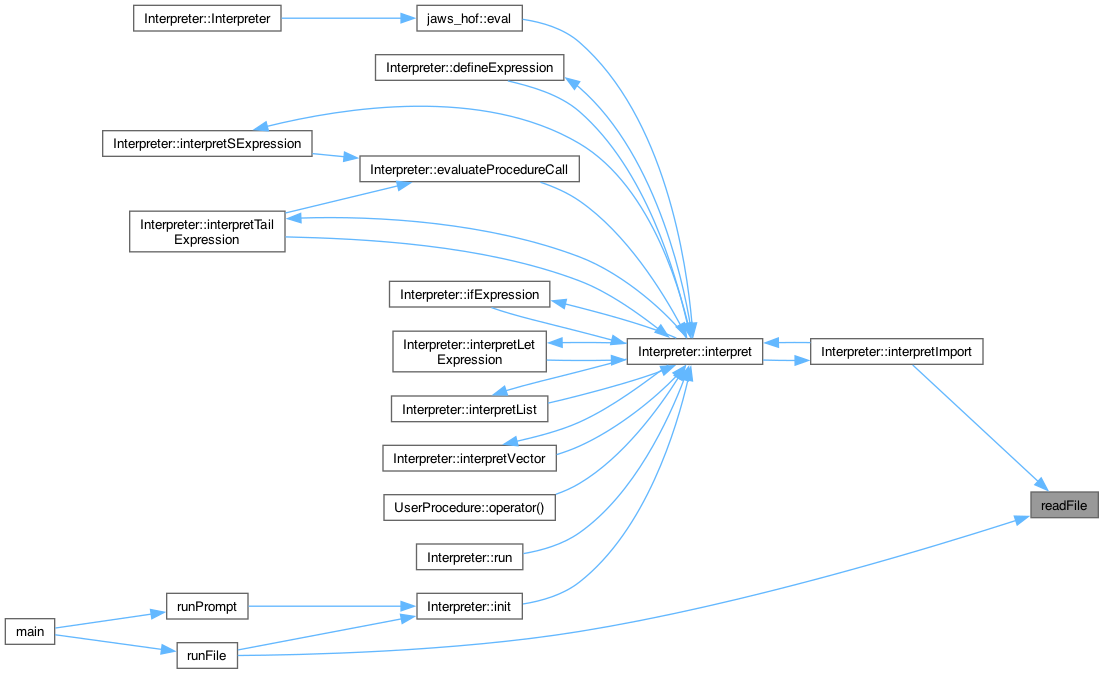 Interpreter::Interpreter
jaws_hof::eval
Interpreter::defineExpression
Interpreter::interpretSExpression
Interpreter::evaluateProcedureCall
Interpreter::interpretTail
Expression
Interpreter::ifExpression
Interpreter::interpretLet
Expression
Interpreter::interpret
Interpreter::interpretImport
Interpreter::interpretList
Interpreter::interpretVector
UserProcedure::operator()
readFile
Interpreter::run
runPrompt
Interpreter::init
main
runFile